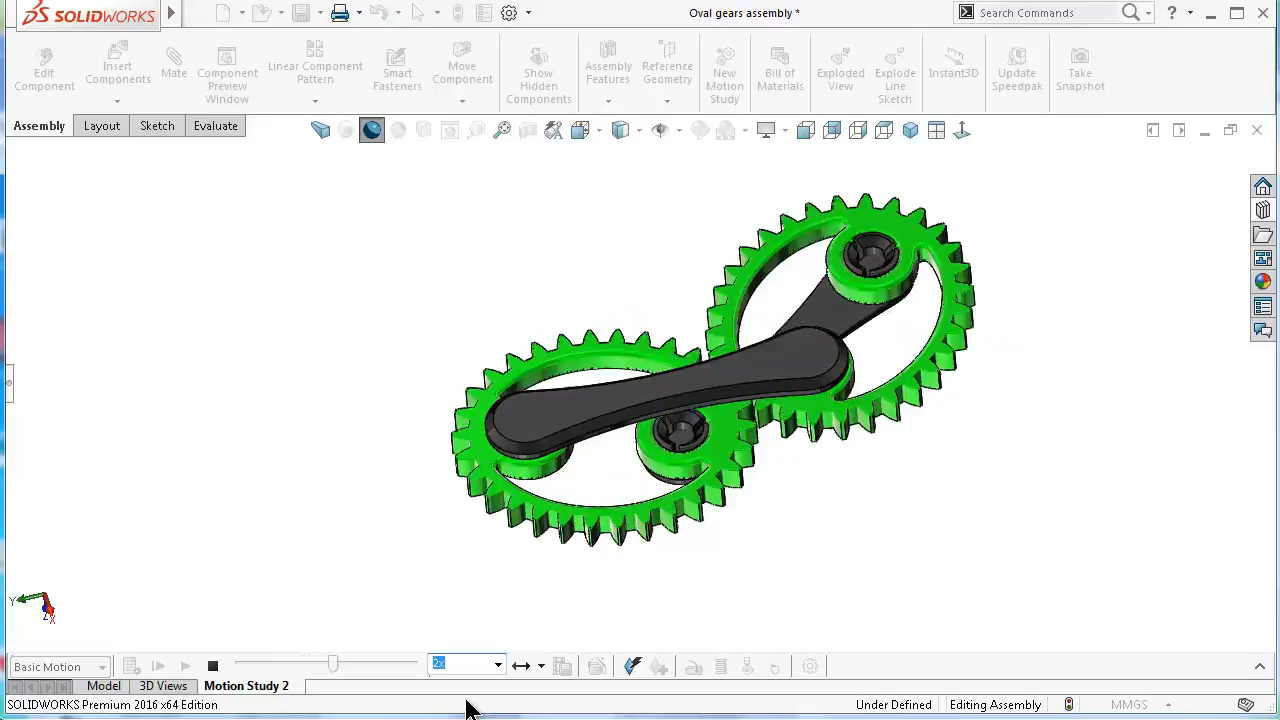 SOLIDWORKS
Oval gears assembly *
Search Commands
Edit Component
Insert Components
Mate
Component Preview Window
Linear Component Pattern
Smart Fasteners
Move Component
Show Hidden Components
Assembly Features
Reference Geometry
New Motion Study
Bill of Materials
Exploded View
Explode Line Sketch
Instant3D
Update Speedpak
Take Snapshot
Assembly
Layout
Sketch
Evaluate
Y
Z
X
Basic Motion
2x
Model
3D Views
Motion Study 2
SOLIDWORKS Premium 2016 x64 Edition
Under Defined
Editing Assembly
MMGS